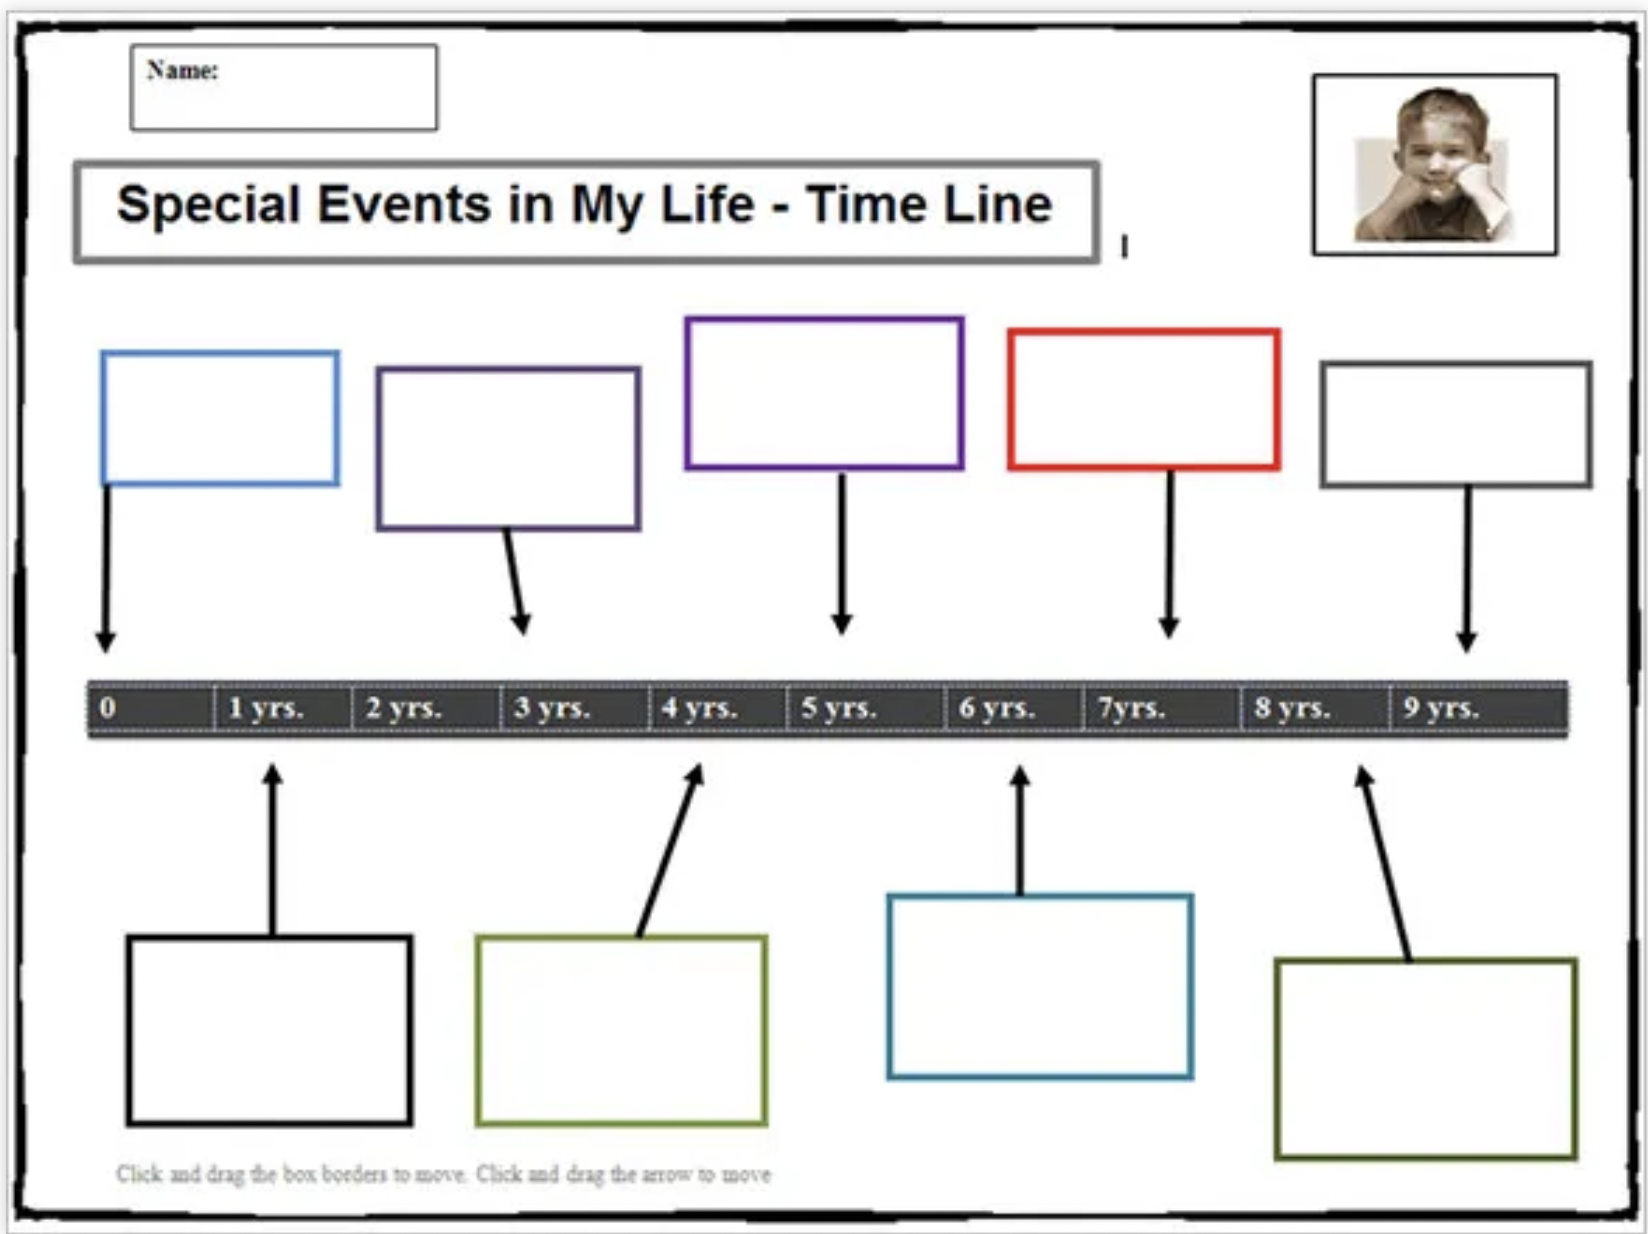 Name:
Special Events in My Life - Time Line
0 1 yrs. 2 yrs. 3 yrs. 4 yrs. 5 yrs. 6 yrs. 7yrs. 8 yrs. 9 yrs.
Click and drag the box borders to move. Click and drag the arrow to move